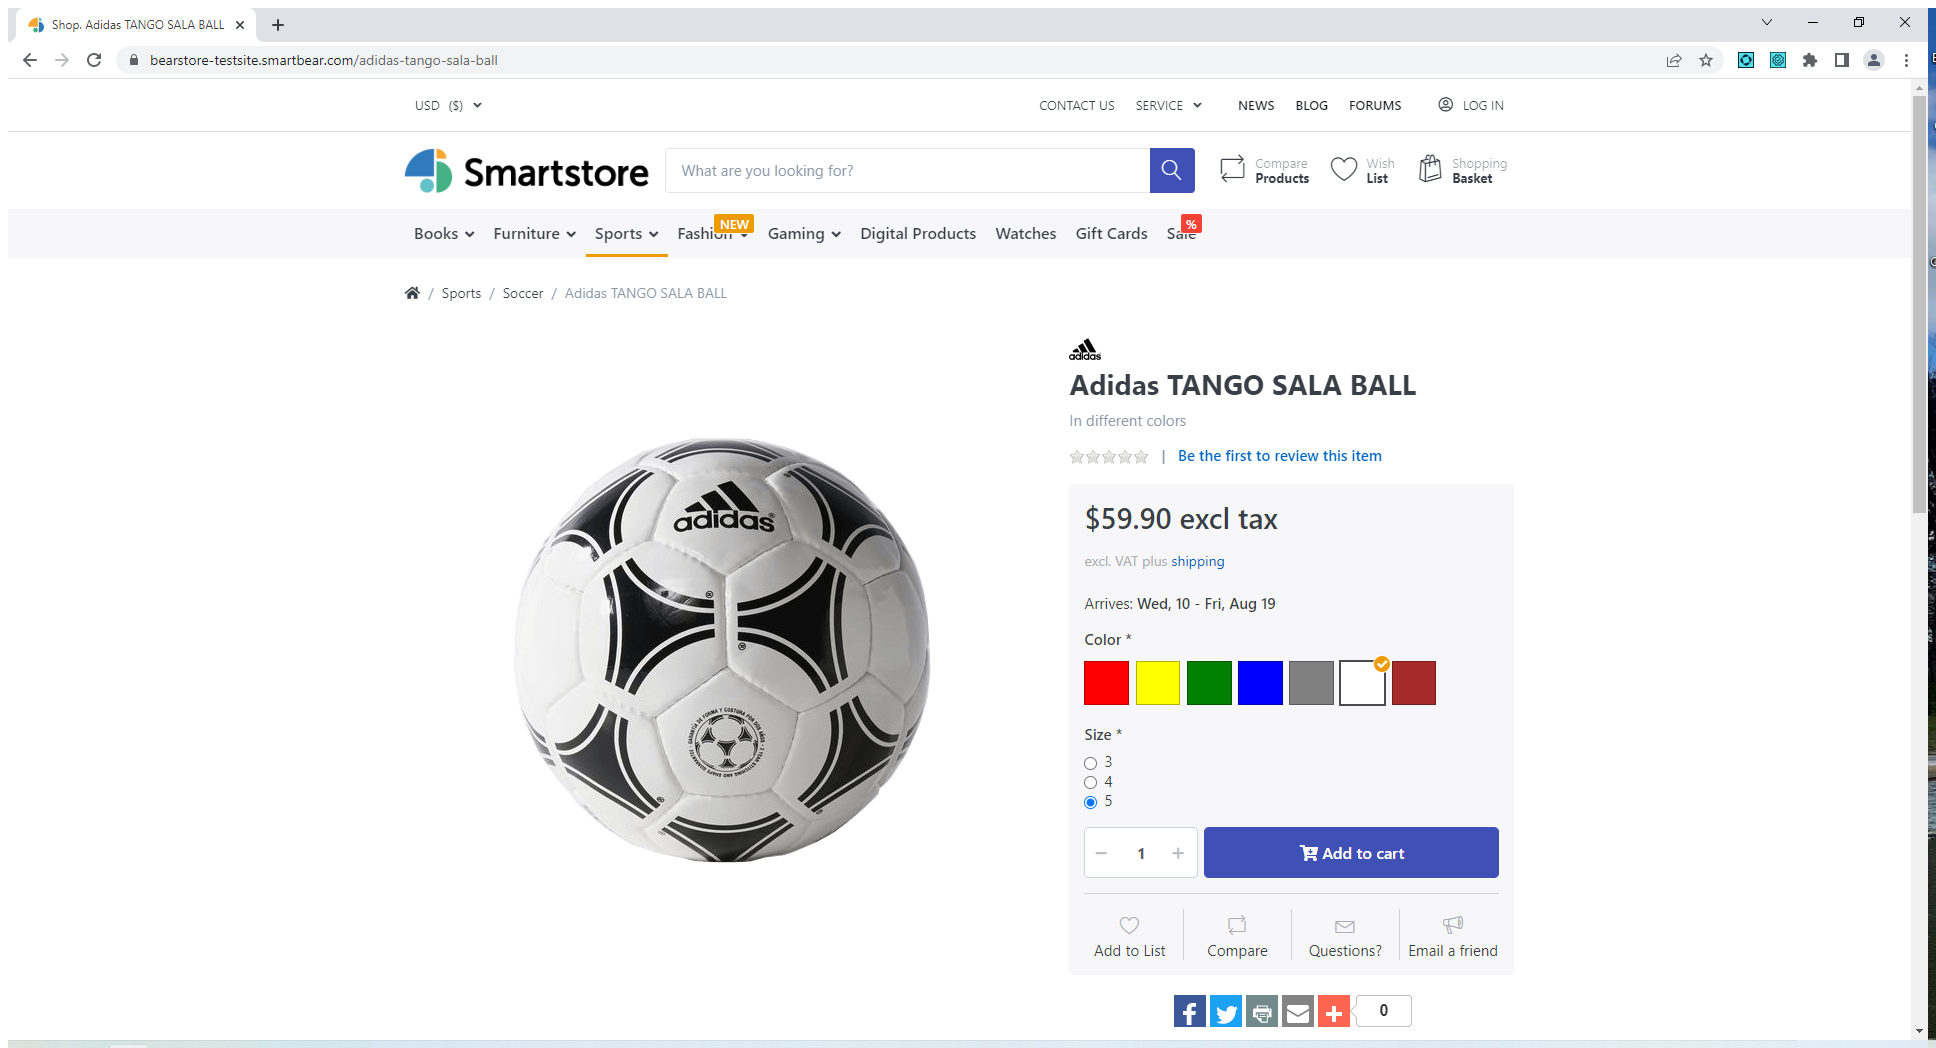 Shop. Adidas TANGO SALA BALL
bearstore-testsite.smartbear.com/adidas-tango-sala-ball
USD ($)
CONTACT US SERVICE NEWS BLOG FORUMS LOG IN
Smartstore
What are you looking for?
Compare Products
Wish List
Shopping Basket
NEW
%
Books Furniture Sports Fashion Gaming Digital Products Watches Gift Cards Sale
/ Sports / Soccer / Adidas TANGO SALA BALL
adidas
Adidas TANGO SALA BALL
In different colors
| Be the first to review this item
adidas®
$59.90 excl tax
excl. VAT plus shipping
Arrives: Wed, 10 - Fri, Aug 19
Color *
Size *
3
4
5
1
Add to cart
Add to List Compare Questions? Email a friend
0